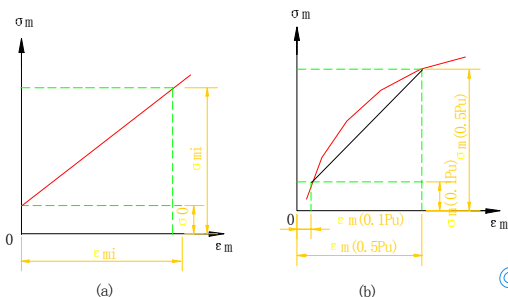 σm
σmi
σ0
0
εm
εmi
(a)
σm
σm(0.5Pu)
σm(0.1Pu)
0
εm(0.1Pu)
εm
εm(0.5Pu)
(b)